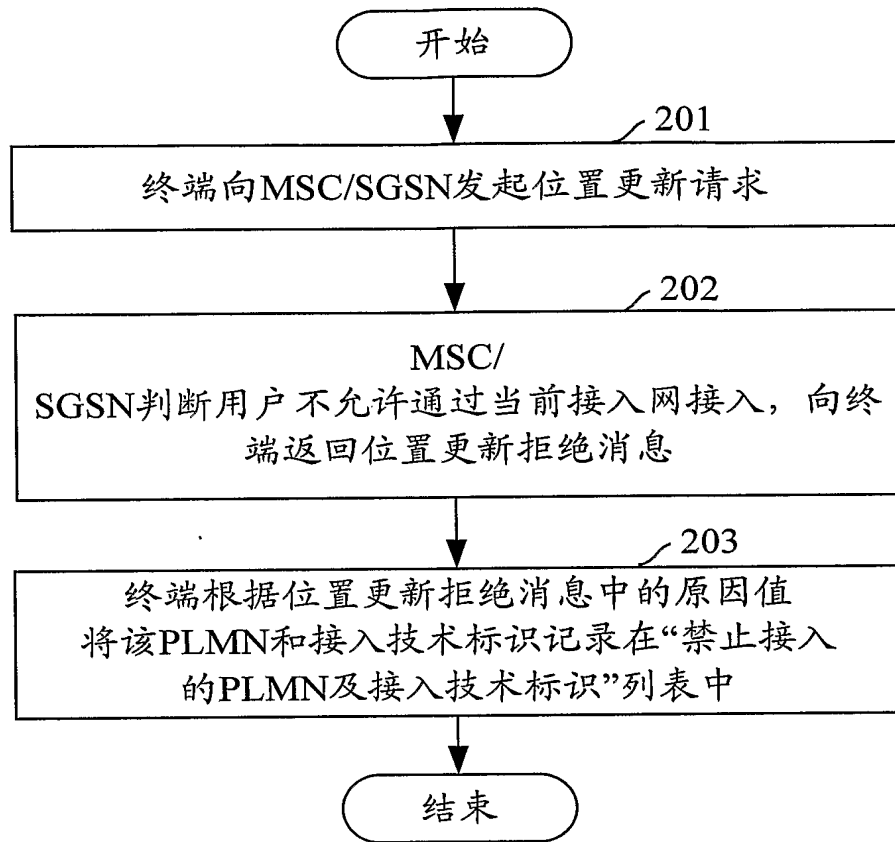 开始
201
终端向MSC/SGSN发起位置更新请求
202
MSC/
SGSN判断用户不允许通过当前接入网接入，向终
端返回位置更新拒绝消息
203
终端根据位置更新拒绝消息中的原因值
将该PLMN和接入技术标识记录在“禁止接入
的PLMN及接入技术标识”列表中
结束